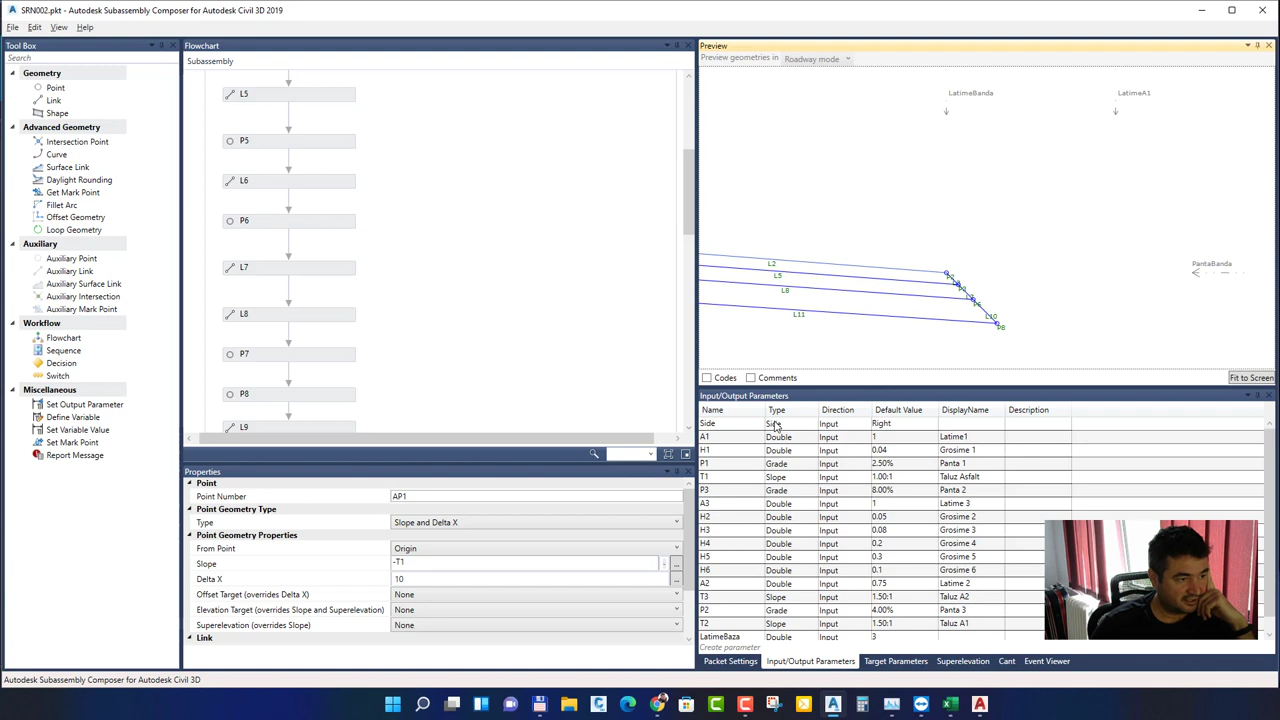 SRN002.pkt - Autodesk Subassembly Composer for Autodesk Civil 3D 2019
File Edit View Help
Tool Box
Search
Geometry
Point
Link
Shape
Advanced Geometry
Intersection Point
Curve
Surface Link
Daylight Rounding
Get Mark Point
Fillet Arc
Offset Geometry
Loop Geometry
Auxiliary
Auxiliary Point
Auxiliary Link
Auxiliary Surface Link
Auxiliary Intersection
Auxiliary Mark Point
Workflow
Flowchart
Sequence
Decision
Switch
Miscellaneous
Set Output Parameter
Define Variable
Set Variable Value
Set Mark Point
Report Message
Flowchart
Subassembly
L5
P5
L6
P6
L7
L8
P7
P8
L9
Properties
Point
Point Number AP1
Point Geometry Type
Type Slope and Delta X
Point Geometry Properties
From Point Origin
Slope -T1 ...
Delta X 10 ...
Offset Target (overrides Delta X) None
Elevation Target (overrides Slope and Superelevation) None
Superelevation (overrides Slope) None
Link
Preview
Preview geometries in Roadway mode
LatimeBanda LatimeA1
PantaBanda
L2
L5
L8
L11
L10
P8
Codes Comments Fit to Screen
Input/Output Parameters
Name Type Direction Default Value DisplayName Description
Side Side Input Right
A1 Double Input 1 Latime1
H1 Double Input 0.04 Grosime 1
P1 Grade Input 2.50% Panta 1
T1 Slope Input 1.00:1 Taluz Asfalt
P3 Grade Input 8.00% Panta 2
A3 Double Input 1 Latime 3
H2 Double Input 0.05 Grosime 2
H3 Double Input 0.08 Grosime 3
H4 Double Input 0.2 Grosime 4
H5 Double Input 0.3 Grosime 5
H6 Double Input 0.1 Grosime 6
A2 Double Input 0.75 Latime 2
T3 Slope Input 1.50:1 Taluz A2
P2 Grade Input 4.00% Panta 3
T2 Slope Input 1.50:1 Taluz A1
LatimeBaza Double Input 3
Create parameter
Packet Settings Input/Output Parameters Target Parameters Superelevation Cant Event Viewer
Autodesk Subassembly Composer for Autodesk Civil 3D 2019